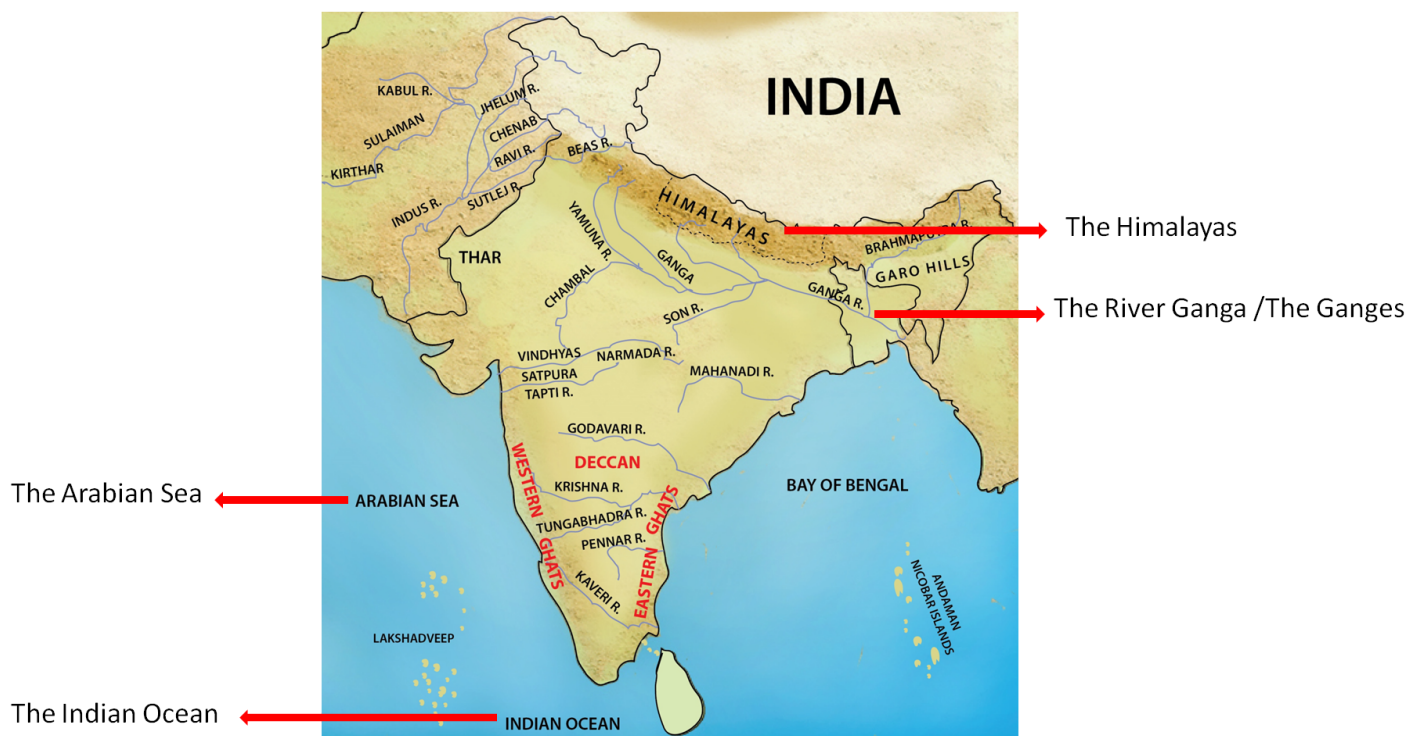 INDIA
KABUL R.
JHELUM R.
SULAIMAN
CHENAB
RAVI R.
BEAS R.
KIRTHAR
SUTLEJ R.
INDUS R.
HIMALAYAS
The Himalayas
YAMUNA R.
BRAHMAPUTRA R.
THAR
GANGA
GARO HILLS
CHAMBAL
GANGA R.
The River Ganga /The Ganges
SON R.
VINDHYAS
NARMADA R.
SATPURA
MAHANADI R.
TAPTI R.
GODAVARI R.
WESTERN GHATS
DECCAN
The Arabian Sea
ARABIAN SEA
KRISHNA R.
BAY OF BENGAL
EASTERN GHATS
TUNGABHADRA R.
PENNAR R.
KAVERI R.
ANDAMAN
NICOBAR ISLANDS
LAKSHADVEEP
The Indian Ocean
INDIAN OCEAN